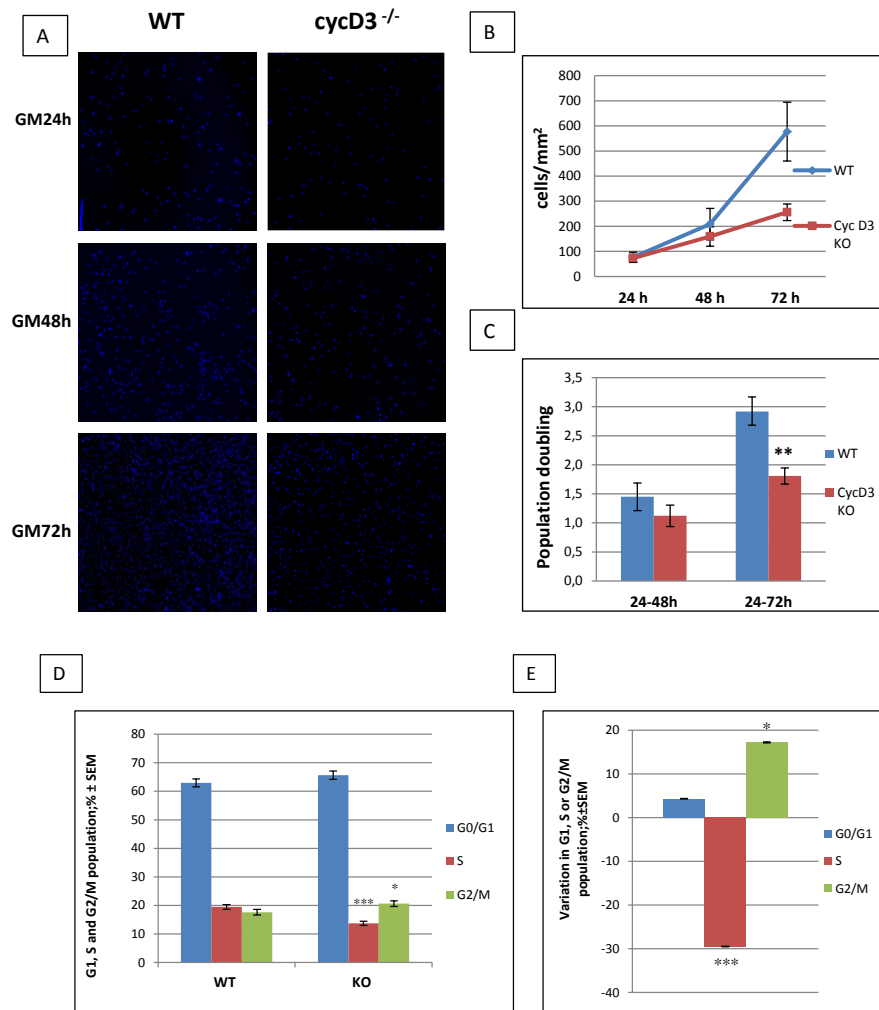 A
WT
cycD3 -/-
GM24h
GM48h
GM72h
B
cells/mm²
800
700
600
500
400
300
200
100
0
24 h
48 h
72 h
WT
Cyc D3
KO
C
Population doubling
3,5
3,0
2,5
2,0
1,5
1,0
0,5
0,0
24-48h
24-72h
**
WT
CycD3
KO
D
G1, S and G2/M population;% ± SEM
80
70
60
50
40
30
20
10
0
WT
KO
***
*
G0/G1
S
G2/M
E
Variation in G1, S or G2/M
population;%±SEM
20
10
0
-10
-20
-30
-40
*
***
G0/G1
S
G2/M